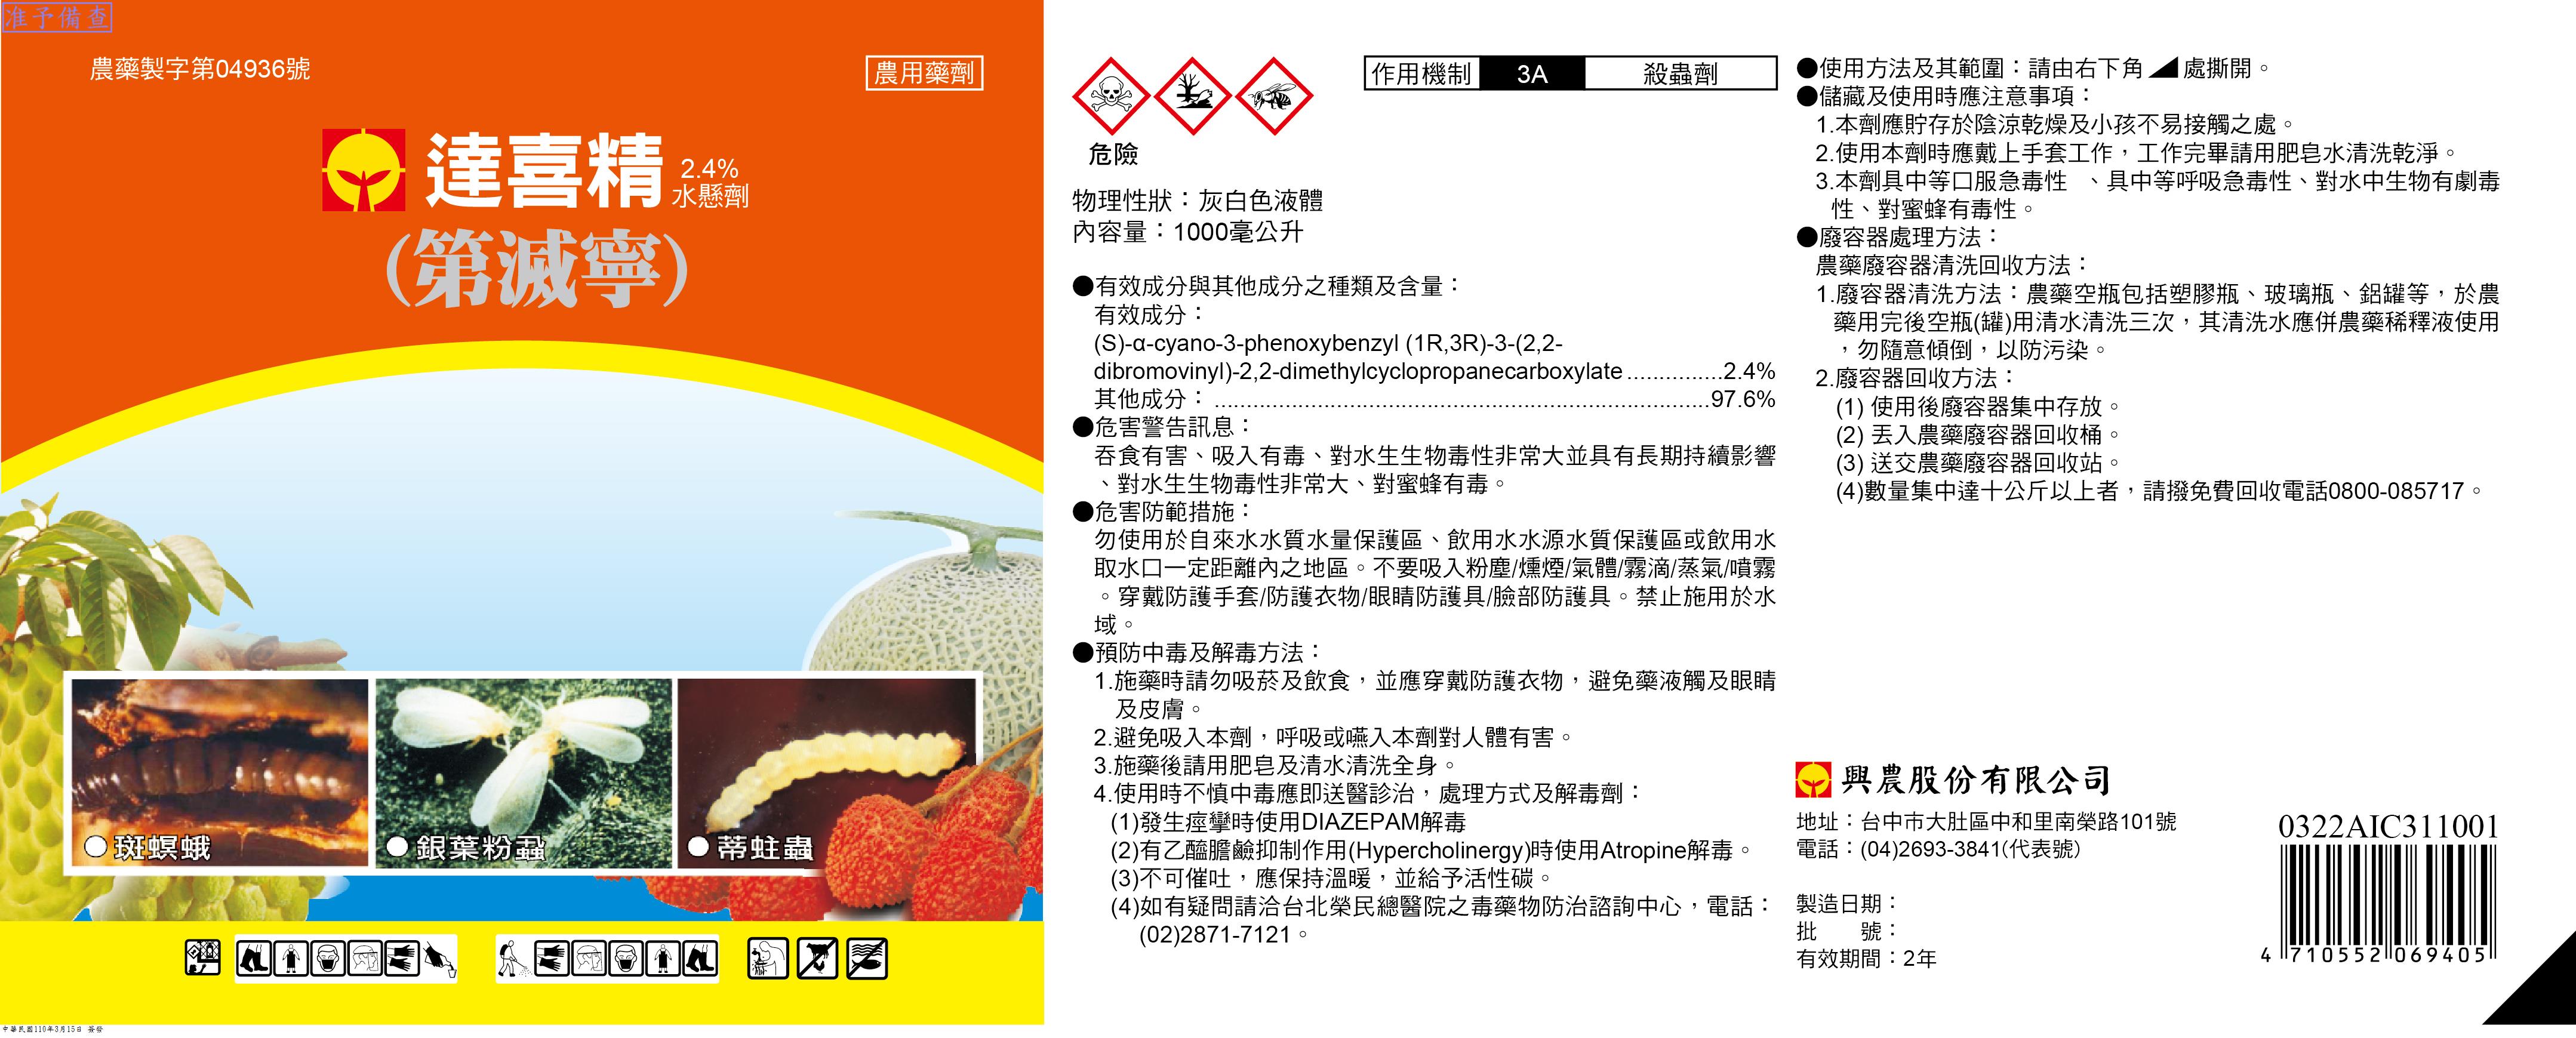 准予備查
農藥製字第04936號
農用藥劑
達喜精
2.4%
水懸劑
(第滅寧)
斑螟蛾
銀葉粉蝨
蒂蛀蟲
中華民國110年3月15日 簽發
危險
作用機制 3A 殺蟲劑
物理性狀：灰白色液體
內容量：1000毫公升
●有效成分與其他成分之種類及含量：
有效成分：
(S)-α-cyano-3-phenoxybenzyl (1R,3R)-3-(2,2-
dibromovinyl)-2,2-dimethylcyclopropanecarboxylate...............2.4%
其他成分：.............................................................................97.6%
●危害警告訊息：
吞食有害、吸入有毒、對水生生物毒性非常大並具有長期持續影響
、對水生生物毒性非常大、對蜜蜂有毒。
●危害防範措施：
勿使用於自來水水質水量保護區、飲用水水源水質保護區或飲用水
取水口一定距離內之地區。不要吸入粉塵/燻煙/氣體/霧滴/蒸氣/噴霧
。穿戴防護手套/防護衣物/眼睛防護具/臉部防護具。禁止施用於水
域。
●預防中毒及解毒方法：
1.施藥時請勿吸菸及飲食，並應穿戴防護衣物，避免藥液觸及眼睛
及皮膚。
2.避免吸入本劑，呼吸或嚥入本劑對人體有害。
3.施藥後請用肥皂及清水清洗全身。
4.使用時不慎中毒應即送醫診治，處理方式及解毒劑：
(1)發生痙攣時使用DIAZEPAM解毒
(2)有乙醯膽鹼抑制作用(Hypercholinergy)時使用Atropine解毒。
(3)不可催吐，應保持溫暖，並給予活性碳。
(4)如有疑問請洽台北榮民總醫院之毒藥物防治諮詢中心，電話：
(02)2871-7121。
●使用方法及其範圍：請由右下角◢處撕開。
●儲藏及使用時應注意事項：
1.本劑應貯存於陰涼乾燥及小孩不易接觸之處。
2.使用本劑時應戴上手套工作，工作完畢請用肥皂水清洗乾淨。
3.本劑具中等口服急毒性 、具中等呼吸急毒性、對水中生物有劇毒
性、對蜜蜂有毒性。
●廢容器處理方法：
農藥廢容器清洗回收方法：
1.廢容器清洗方法：農藥空瓶包括塑膠瓶、玻璃瓶、鋁罐等，於農
藥用完後空瓶(罐)用清水清洗三次，其清洗水應併農藥稀釋液使用
，勿隨意傾倒，以防污染。
2.廢容器回收方法：
(1) 使用後廢容器集中存放。
(2) 丟入農藥廢容器回收桶。
(3) 送交農藥廢容器回收站。
(4)數量集中達十公斤以上者，請撥免費回收電話0800-085717。
興農股份有限公司
地址：台中市大肚區中和里南榮路101號
電話：(04)2693-3841(代表號)
製造日期：
批　　號：
有效期間：2年
0322AIC311001
4 710552 069405